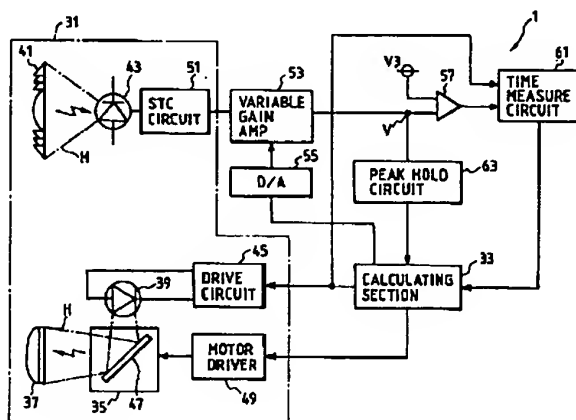 31
1
41
43
51
STC
CIRCUIT
53
VARIABLE
GAIN
AMP
V3
57
61
TIME
MEASURE
CIRCUIT
H
V
55
D/A
PEAK HOLD
CIRCUIT
63
45
DRIVE
CIRCUIT
39
33
CALCULATING
SECTION
H
MOTOR
DRIVER
37
35
47
49